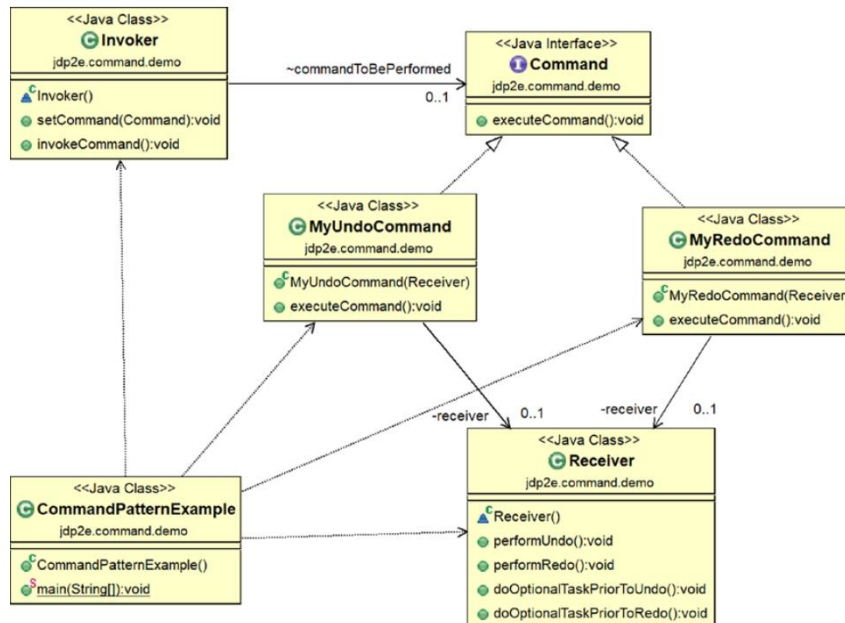 <<Java Class>>
Invoker
jdp2e.command.demo
Invoker()
setCommand(Command):void
invokeCommand():void
~commandToBePerformed
0..1
<<Java Interface>>
Command
jdp2e.command.demo
executeCommand():void
<<Java Class>>
MyUndoCommand
jdp2e.command.demo
MyUndoCommand(Receiver)
executeCommand():void
<<Java Class>>
MyRedoCommand
jdp2e.command.demo
MyRedoCommand(Receiver
executeCommand():void
-receiver
0..1
-receiver
0..1
<<Java Class>>
CommandPatternExample
jdp2e.command.demo
CommandPatternExample()
main(String[]):void
<<Java Class>>
Receiver
jdp2e.command.demo
Receiver()
performUndo():void
performRedo():void
doOptionalTaskPriorToUndo():void
doOptionalTaskPriorToRedo():void